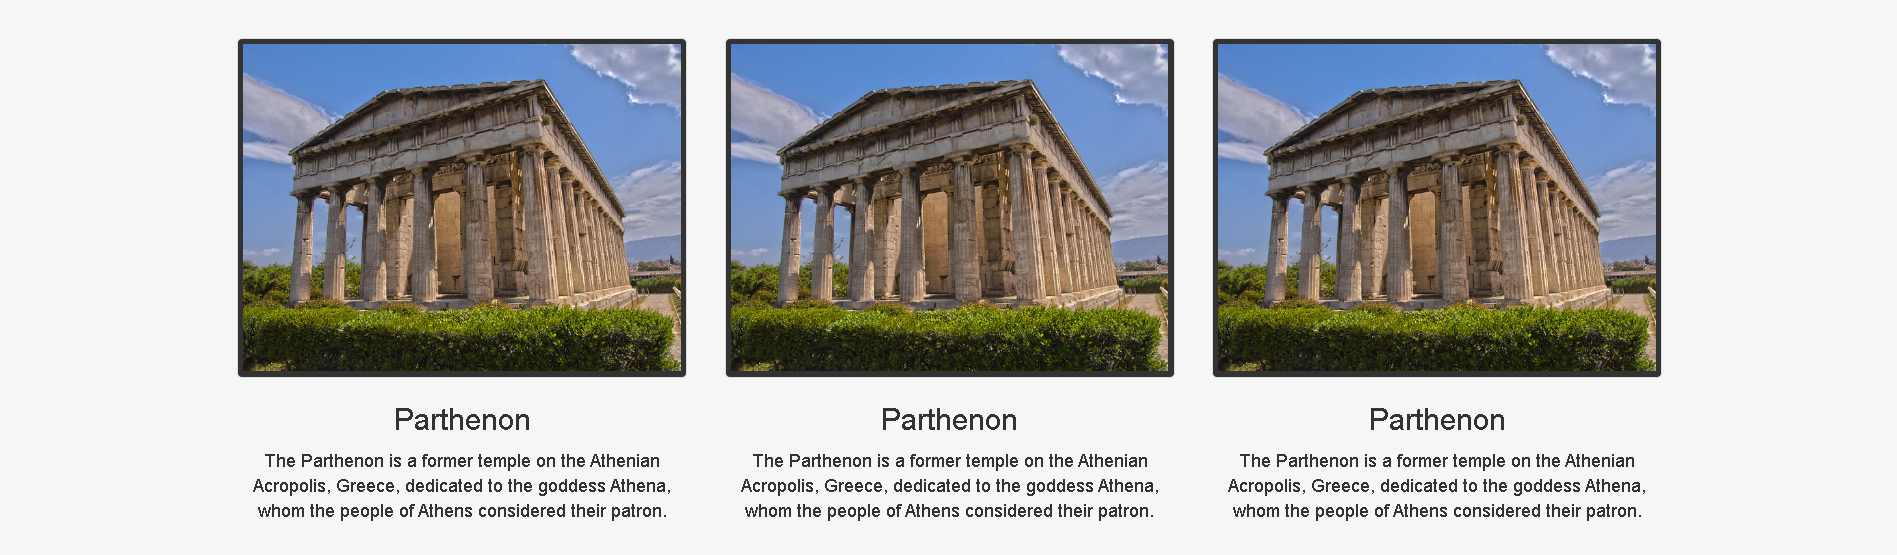 Parthenon
The Parthenon is a former temple on the Athenian
Acropolis, Greece, dedicated to the goddess Athena,
whom the people of Athens considered their patron.
Parthenon
The Parthenon is a former temple on the Athenian
Acropolis, Greece, dedicated to the goddess Athena,
whom the people of Athens considered their patron.
Parthenon
The Parthenon is a former temple on the Athenian
Acropolis, Greece, dedicated to the goddess Athena,
whom the people of Athens considered their patron.